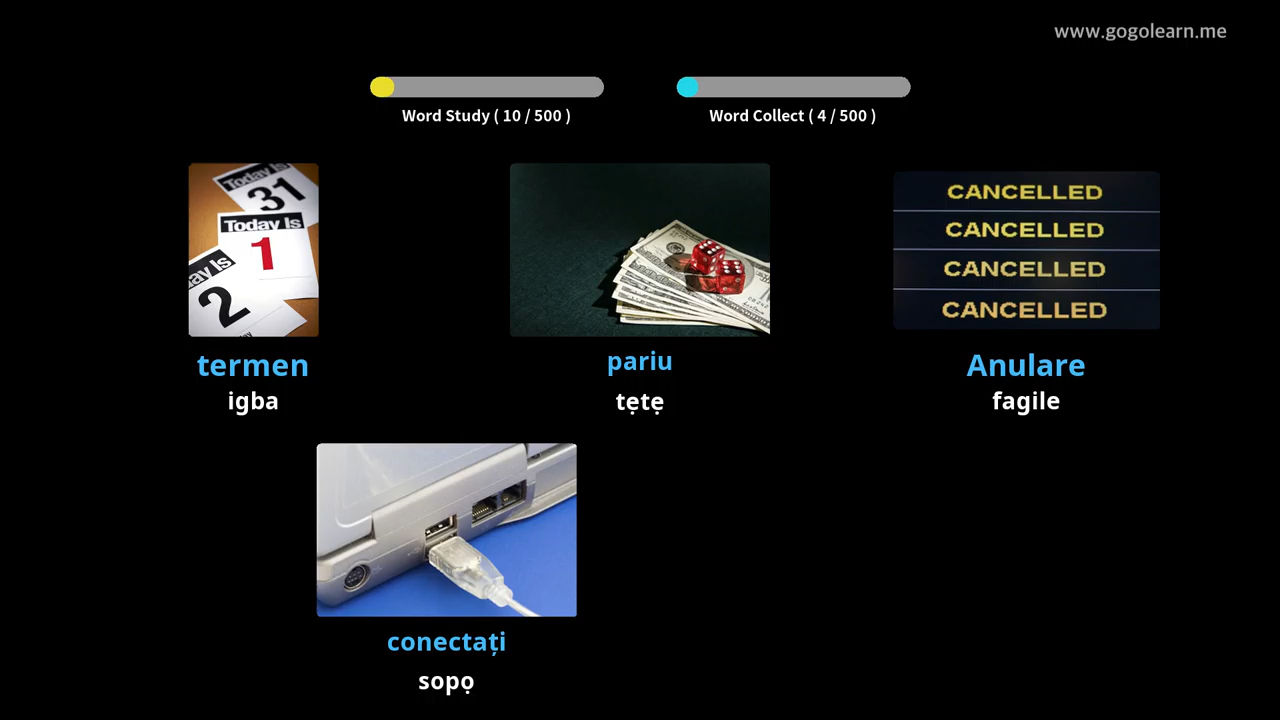 www.gogolearn.me
Word Study ( 10 / 500 )
Word Collect ( 4 / 500 )
Today Is
31
Today Is
1
ay Is
2
CANCELLED
CANCELLED
CANCELLED
CANCELLED
termen
igba
pariu
tẹtẹ
Anulare
fagile
conectați
sopọ